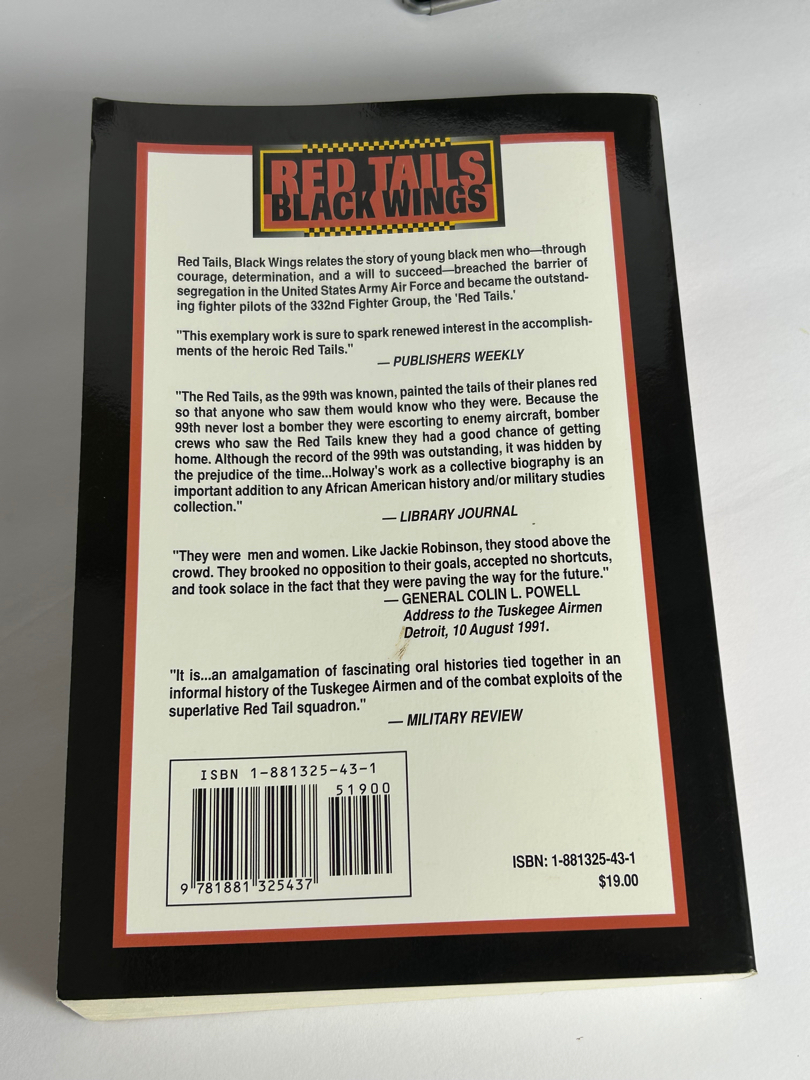 RED TAILS
BLACK WINGS
Red Tails, Black Wings relates the story of young black men who—through
courage, determination, and a will to succeed—breached the barrier of
segregation in the United States Army Air Force and became the outstand-
ing fighter pilots of the 332nd Fighter Group, the 'Red Tails.'
"This exemplary work is sure to spark renewed interest in the accomplish-
ments of the heroic Red Tails."
— PUBLISHERS WEEKLY
"The Red Tails, as the 99th was known, painted the tails of their planes red
so that anyone who saw them would know who they were. Because the
99th never lost a bomber they were escorting to enemy aircraft, bomber
crews who saw the Red Tails knew they had a good chance of getting
home. Although the record of the 99th was outstanding, it was hidden by
the prejudice of the time...Holway's work as a collective biography is an
important addition to any African American history and/or military studies
collection."
— LIBRARY JOURNAL
"They were men and women. Like Jackie Robinson, they stood above the
crowd. They brooked no opposition to their goals, accepted no shortcuts,
and took solace in the fact that they were paving the way for the future."
— GENERAL COLIN L. POWELL
Address to the Tuskegee Airmen
Detroit, 10 August 1991.
"It is...an amalgamation of fascinating oral histories tied together in an
informal history of the Tuskegee Airmen and of the combat exploits of the
superlative Red Tail squadron."
— MILITARY REVIEW
ISBN 1-881325-43-1
51900
9 781881 325437
ISBN: 1-881325-43-1
$19.00